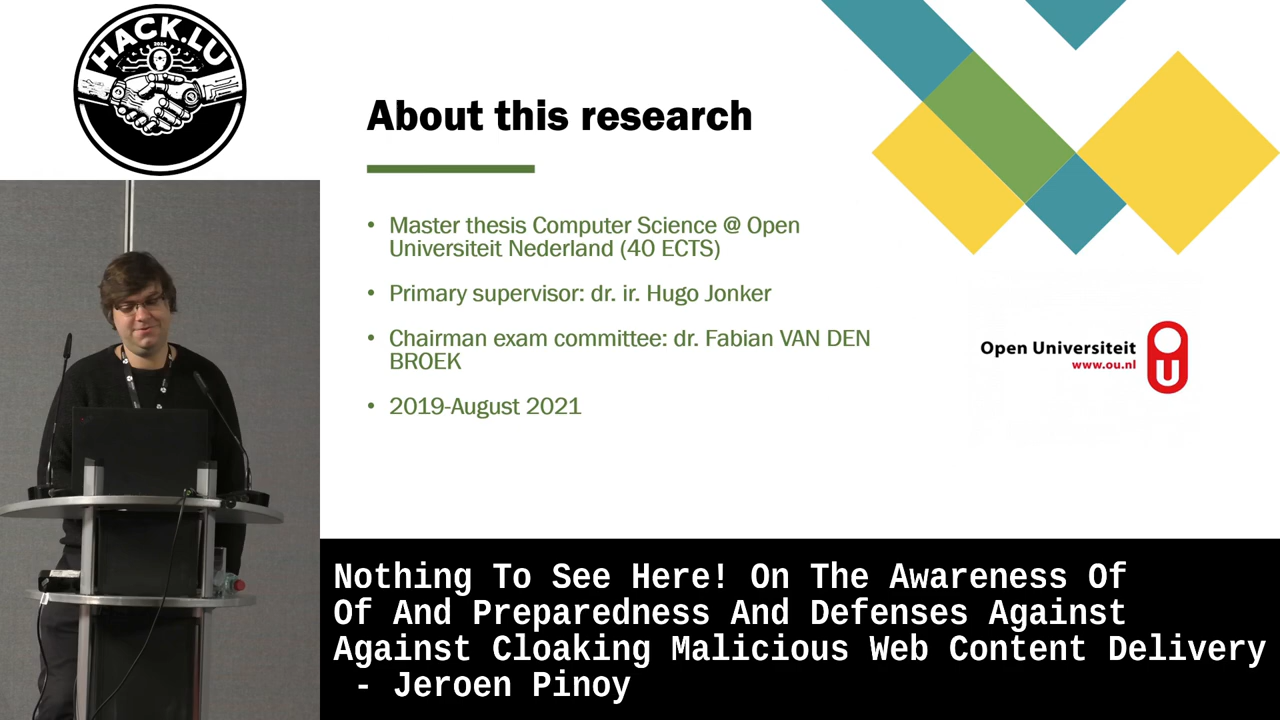 HACK.LU
2024
About this research
• Master thesis Computer Science @ Open
Universiteit Nederland (40 ECTS)
• Primary supervisor: dr. ir. Hugo Jonker
• Chairman exam committee: dr. Fabian VAN DEN
BROEK
• 2019-August 2021
Open Universiteit
www.ou.nl
OU
Nothing To See Here! On The Awareness Of
Of And Preparedness And Defenses Against
Against Cloaking Malicious Web Content Delivery
- Jeroen Pinoy